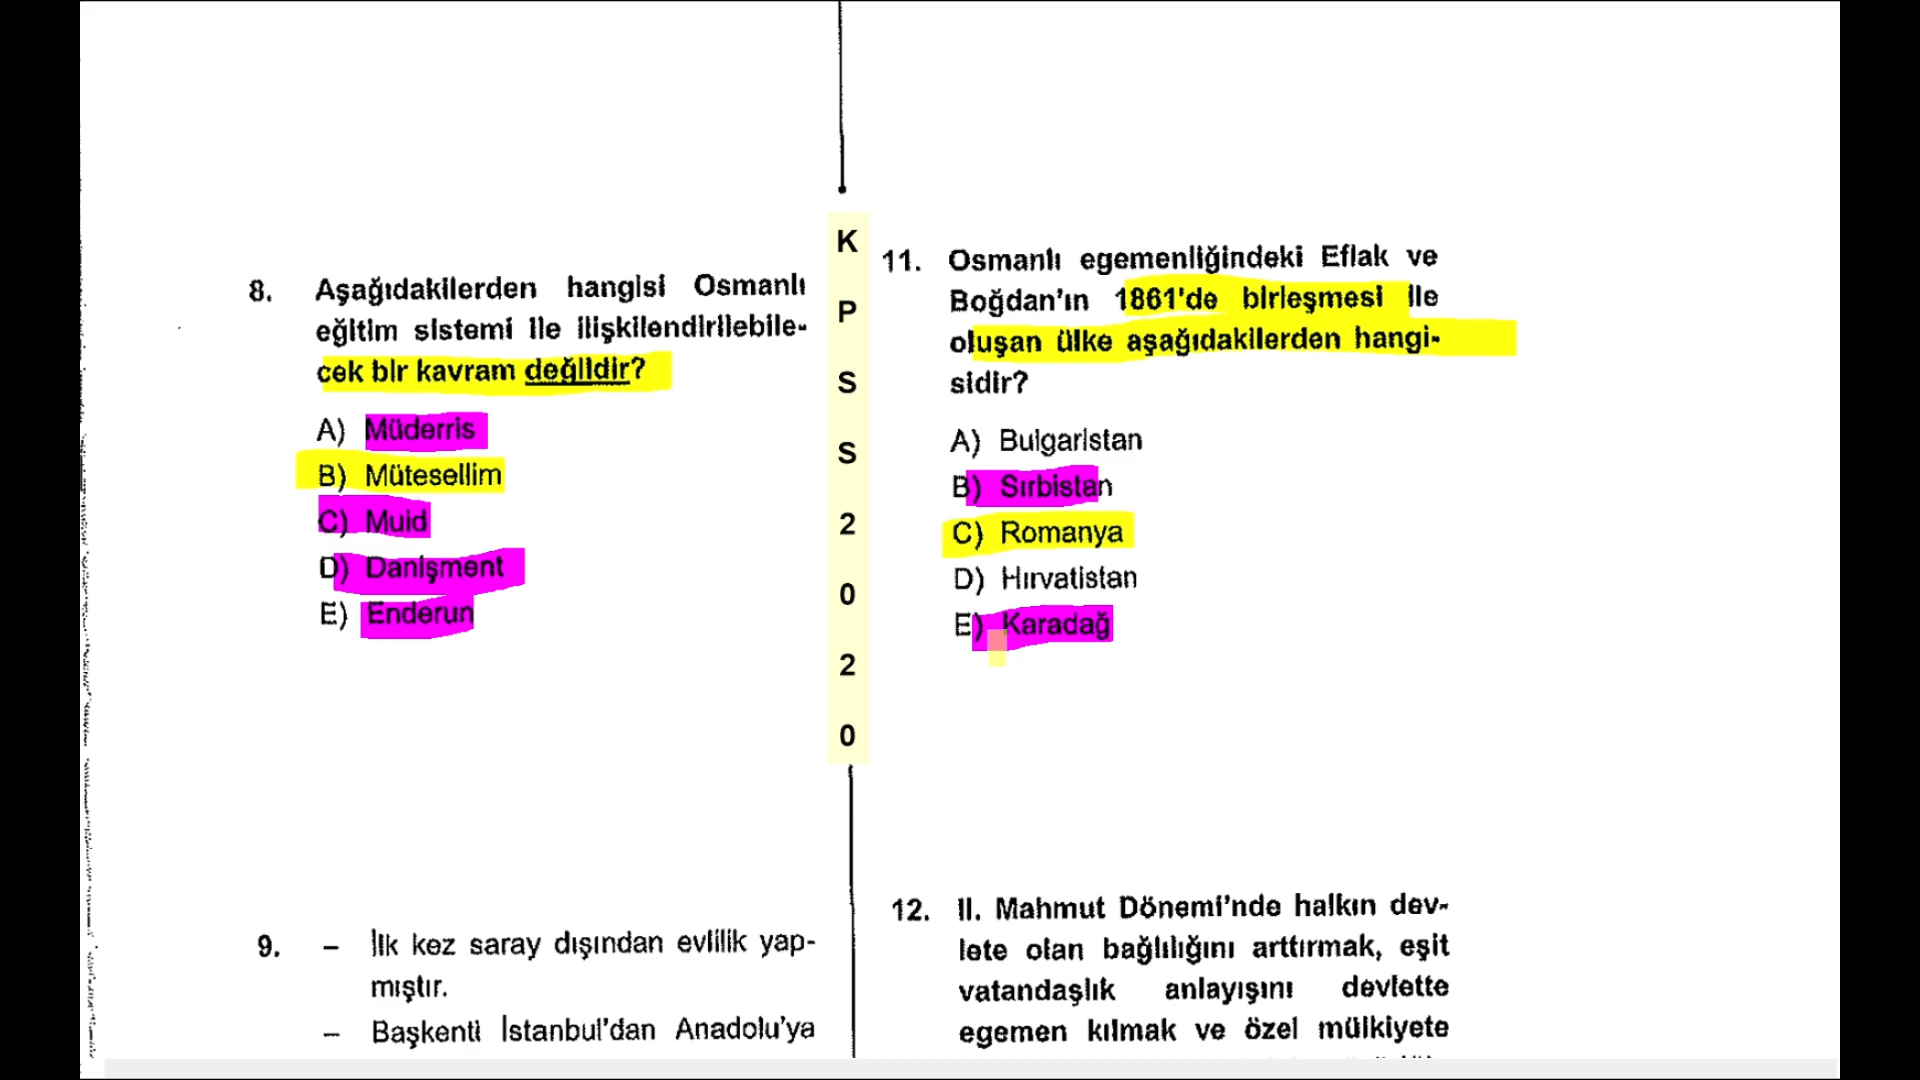 8. Aşağıdakilerden hangisi Osmanlı
eğitim sistemi ile ilişkilendirilebile-
cek bir kavram değildir?
A) Müderris
B) Mütesellim
C) Muid
D) Danişment
E) Enderun
9. – İlk kez saray dışından evlilik yap-
mıştır.
– Başkenti İstanbul'dan Anadolu'ya
K
P
S
S
2
0
2
0
11. Osmanlı egemenliğindeki Eflak ve
Boğdan'ın 1861'de birleşmesi ile
oluşan ülke aşağıdakilerden hangi-
sidir?
A) Bulgaristan
B) Sırbistan
C) Romanya
D) Hırvatistan
E) Karadağ
12. II. Mahmut Dönemi'nde halkın dev-
lete olan bağlılığını arttırmak, eşit
vatandaşlık anlayışını devlette
egemen kılmak ve özel mülkiyete